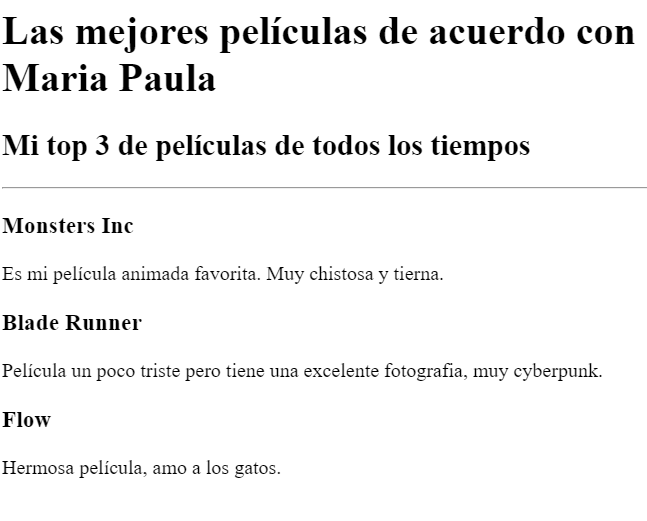 Las mejores películas de acuerdo con
Maria Paula
Mi top 3 de películas de todos los tiempos
Monsters Inc
Es mi película animada favorita. Muy chistosa y tierna.
Blade Runner
Película un poco triste pero tiene una excelente fotografía, muy cyberpunk.
Flow
Hermosa película, amo a los gatos.